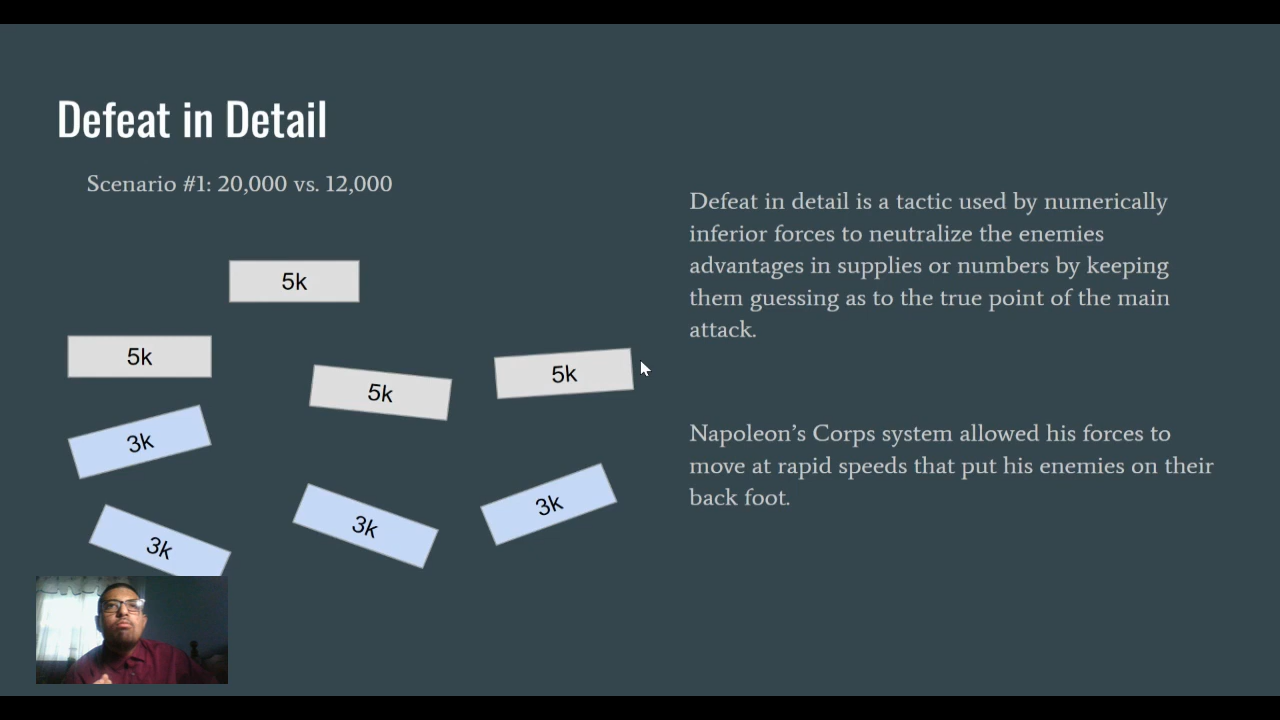 Defeat in Detail
Scenario #1: 20,000 vs. 12,000
5k
5k
5k
5k
3k
3k
3k
3k
Defeat in detail is a tactic used by numerically
inferior forces to neutralize the enemies
advantages in supplies or numbers by keeping
them guessing as to the true point of the main
attack.
Napoleon’s Corps system allowed his forces to
move at rapid speeds that put his enemies on their
back foot.